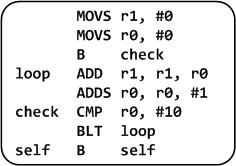 MOVS r1, #0
MOVS r0, #0
B check
loop ADD r1, r1, r0
ADDS r0, r0, #1
check CMP r0, #10
BLT loop
self B self